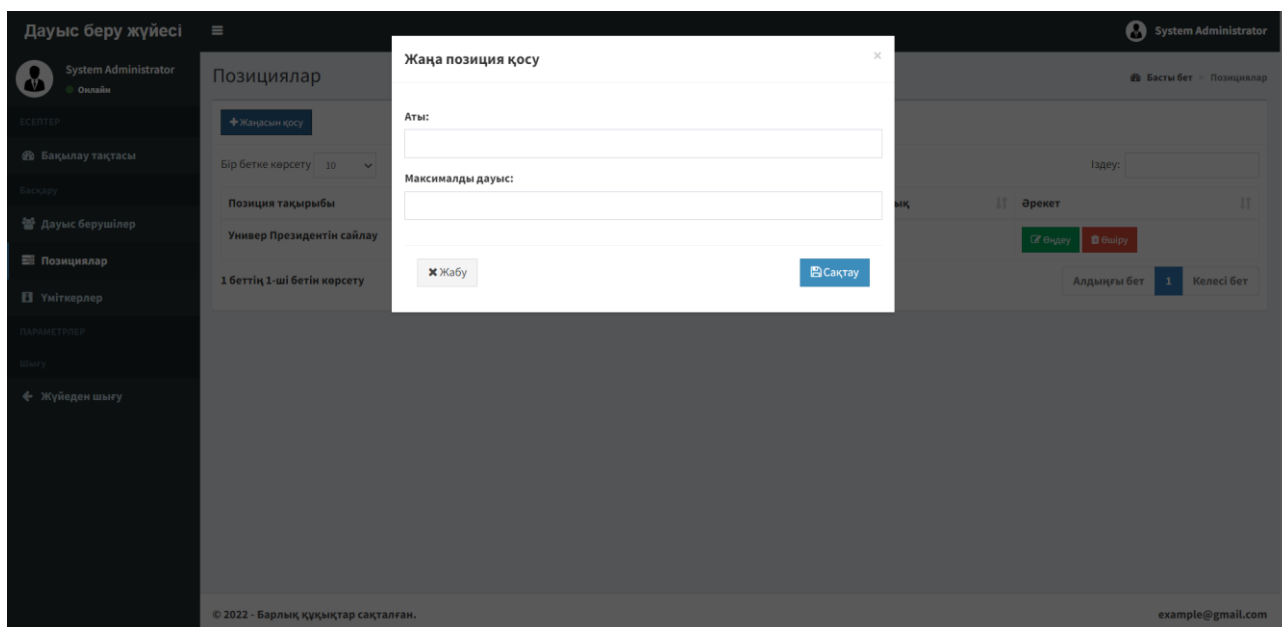 Дауыс беру жүйесі
System Administrator
System Administrator
Онлайн
ЕСЕПТЕР
Бақылау тақтасы
Басқару
Дауыс берушілер
Позициялар
Үміткерлер
ПАРАМЕТРЛЕР
Шығу
Жүйеден шығу
Позициялар
Басты бет > Позициялар
Жаңасын қосу
Бір бетке көрсету 10
Іздеу:
Позиция тақырыбы
ық
Әрекет
Универ Президентін сайлау
Өңдеу Өшіру
1 беттің 1-ші бетін көрсету
Алдыңғы бет 1 Келесі бет
Жаңа позиция қосу ×
Аты:
Максималды дауыс:
Жабу
Сақтау
© 2022 - Барлық құқықтар сақталған.
example@gmail.com